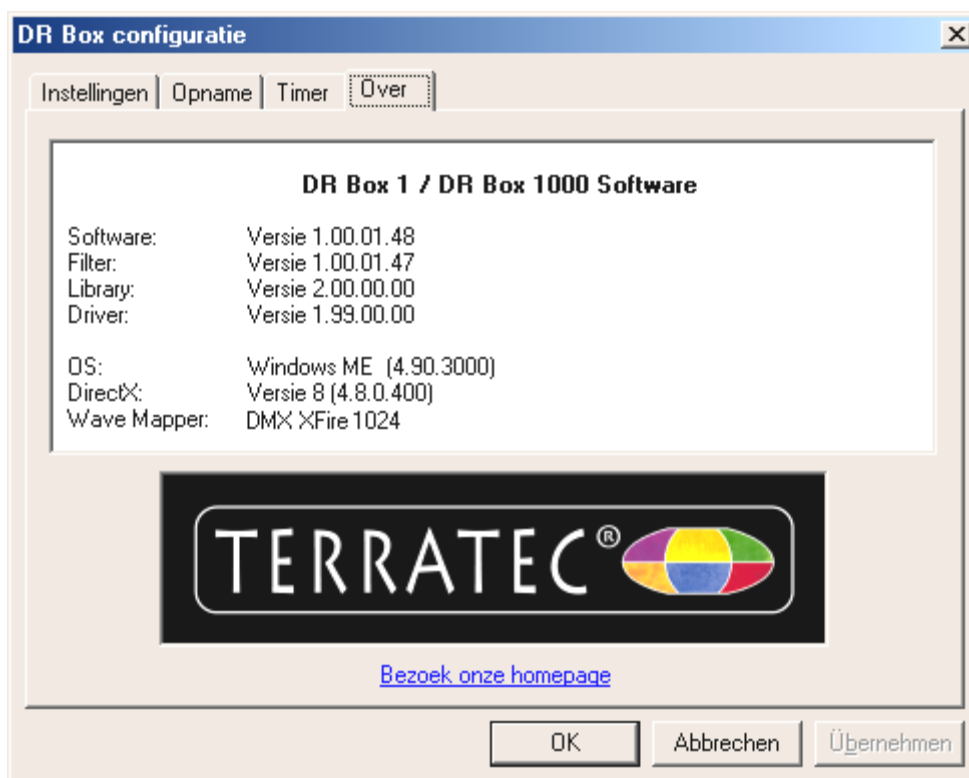 DR Box configuratie
Instellingen Opname Timer Over
DR Box 1 / DR Box 1000 Software
Software: Versie 1.00.01.48
Filter: Versie 1.00.01.47
Library: Versie 2.00.00.00
Driver: Versie 1.99.00.00
OS: Windows ME (4.90.3000)
DirectX: Versie 8 (4.8.0.400)
Wave Mapper: DMX XFire 1024
TERRATEC®
Bezoek onze homepage
OK Abbrechen Übernehmen